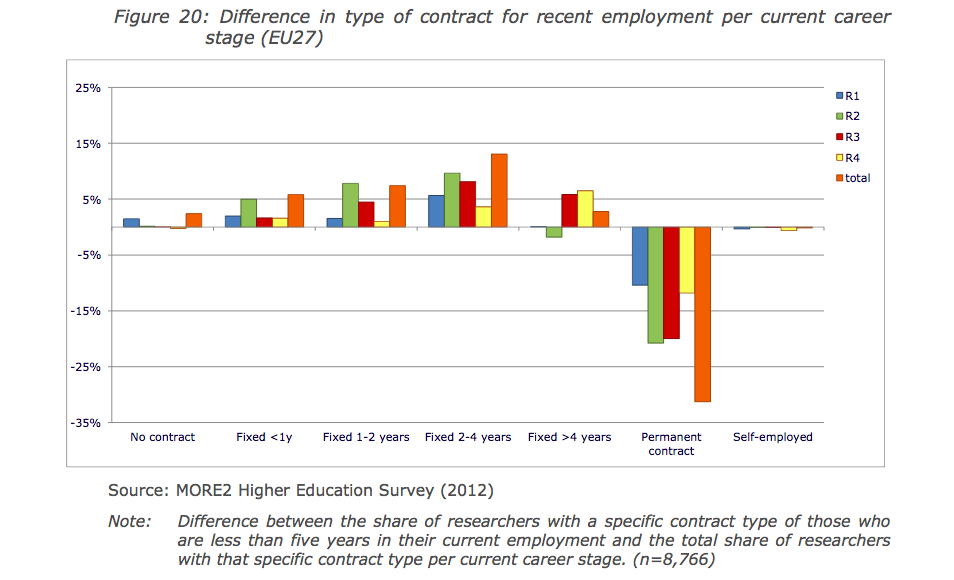 Figure 20: Difference in type of contract for recent employment per current career
stage (EU27)
25%
15%
5%
-5%
-15%
-25%
-35%
R1
R2
R3
R4
total
No contract
Fixed <1y
Fixed 1-2 years
Fixed 2-4 years
Fixed >4 years
Permanent
contract
Self-employed
Source: MORE2 Higher Education Survey (2012)
Note: Difference between the share of researchers with a specific contract type of those who
are less than five years in their current employment and the total share of researchers
with that specific contract type per current career stage. (n=8,766)